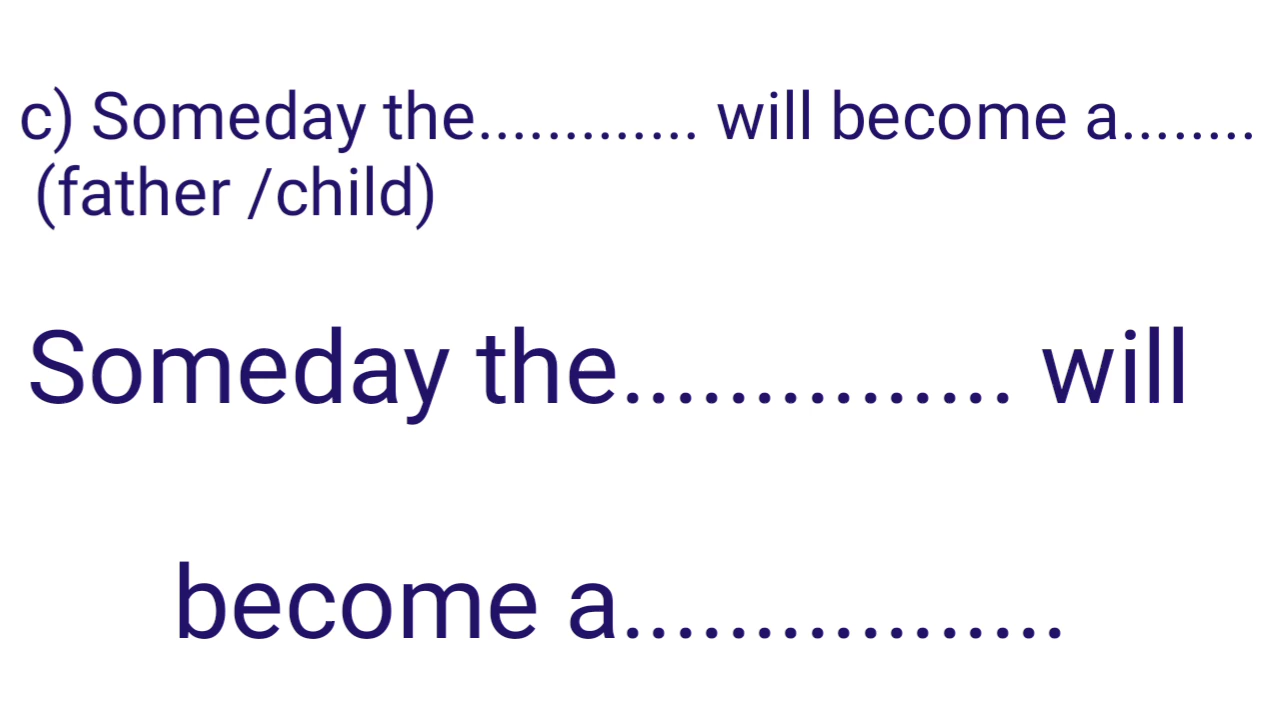 c) Someday the............. will become a........
(father /child)
Someday the............... will
become a.................